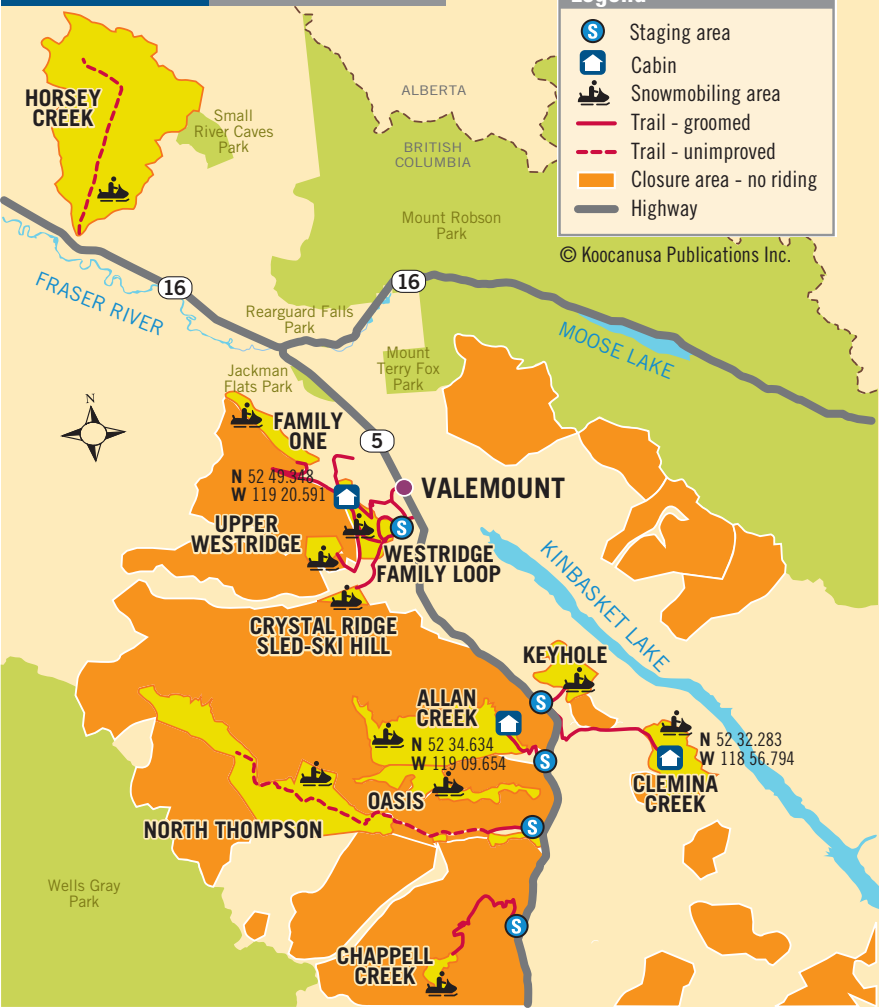 Legend
S Staging area
Cabin
Snowmobiling area
Trail - groomed
Trail - unimproved
Closure area - no riding
Highway
© Koocanusa Publications Inc.
HORSEY
CREEK
Small
River Caves
Park
ALBERTA
BRITISH
COLUMBIA
Mount Robson
Park
16
16
FRASER RIVER
Rearguard Falls
Park
MOOSE LAKE
Mount
Terry Fox
Park
Jackman
Flats Park
N
5
FAMILY
ONE
N 52 49.348
W 119 20.591
VALEMOUNT
S
UPPER
WESTRIDGE
WESTRIDGE
FAMILY LOOP
KINBASKET LAKE
CRYSTAL RIDGE
SLED-SKI HILL
KEYHOLE
S
ALLAN
CREEK
N 52 34.634
W 119 09.654
S
N 52 32.283
W 118 56.794
CLEMINA
CREEK
OASIS
NORTH THOMPSON
S
Wells Gray
Park
S
CHAPPELL
CREEK